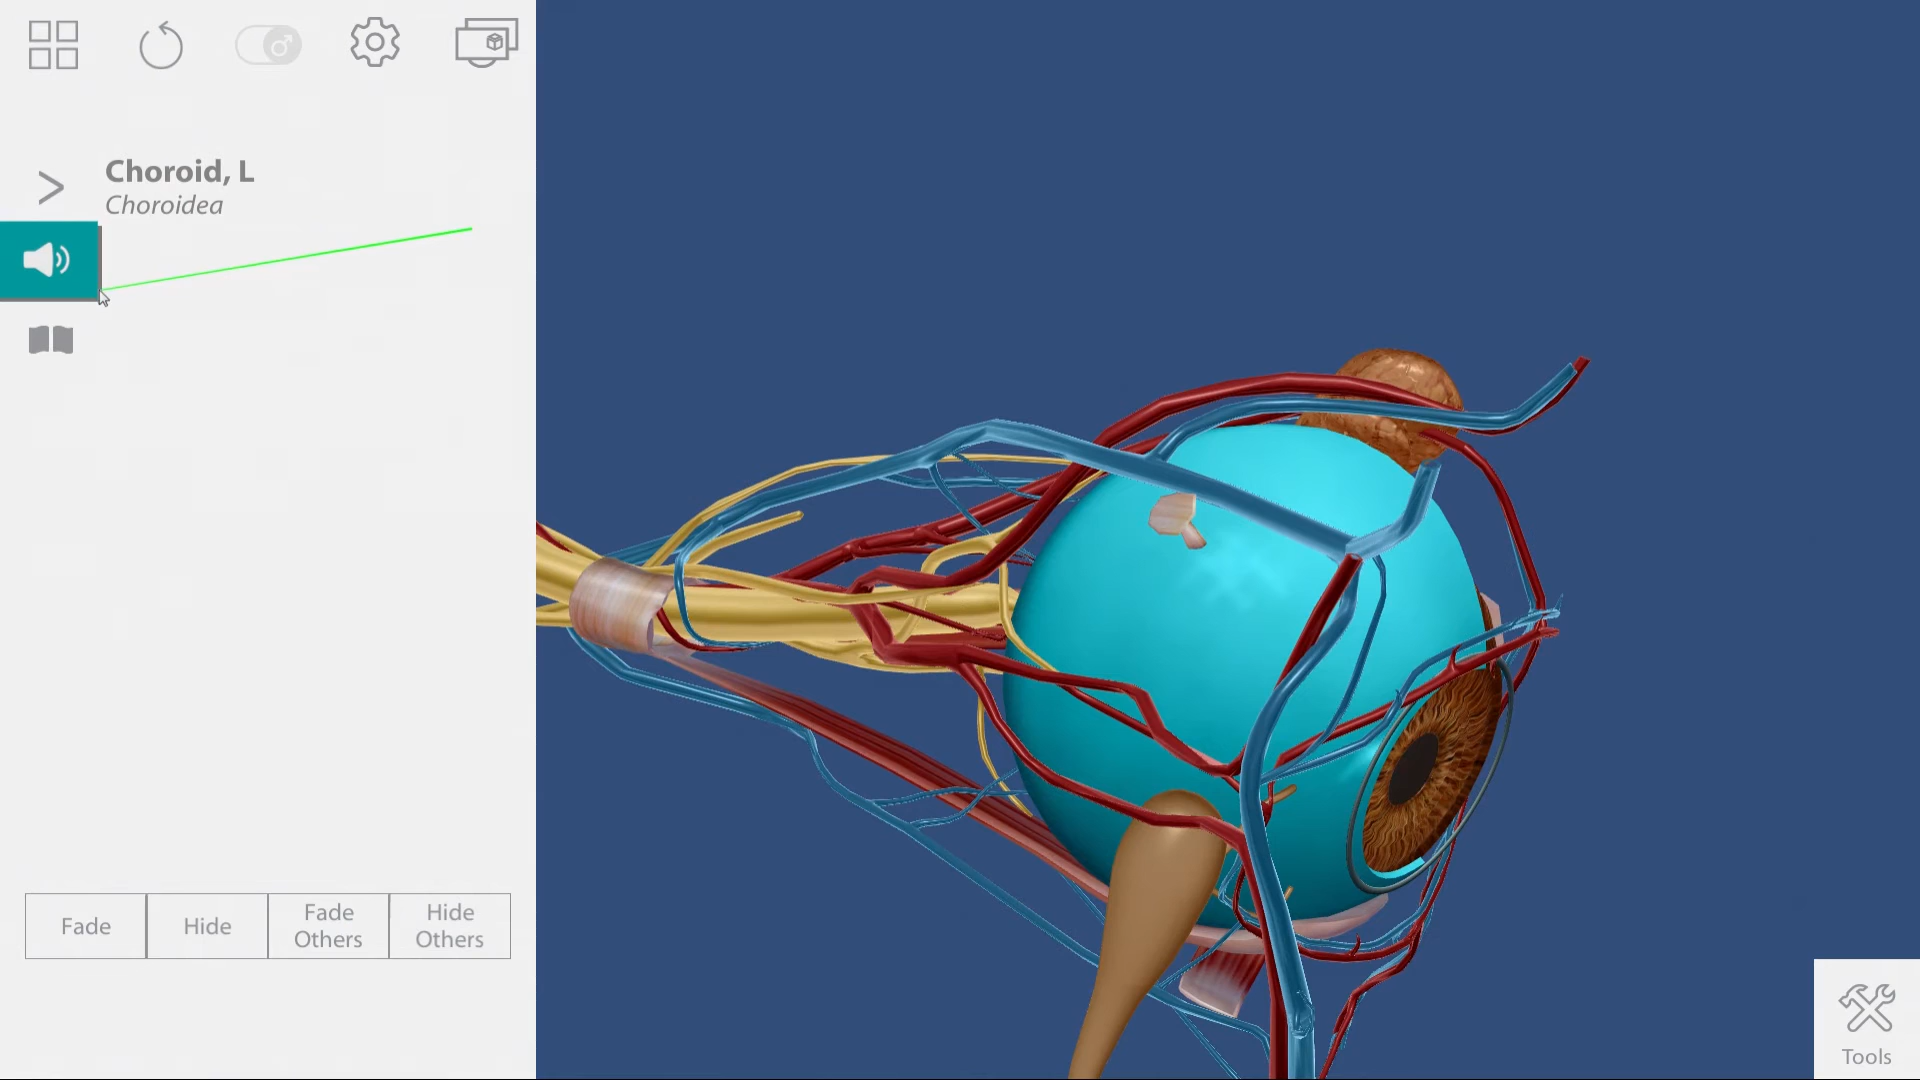 Choroid, L
Choroidea
Fade
Hide
Fade
Others
Hide
Others
Tools